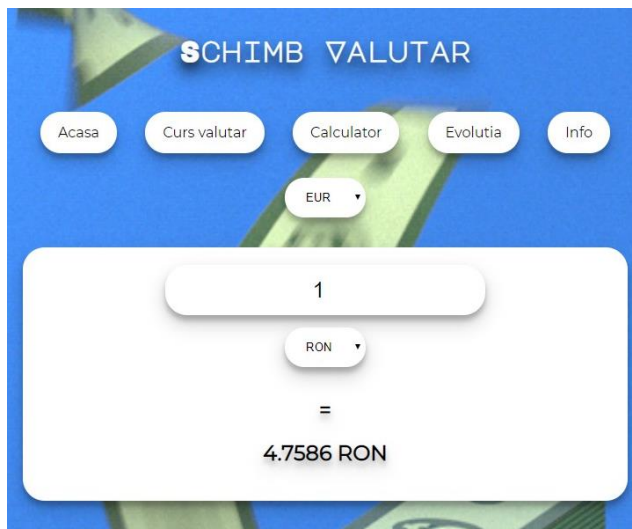 SCHIMB VALUTAR
Acasa Curs valutar Calculator Evolutia Info
EUR
1
RON
=
4.7586 RON